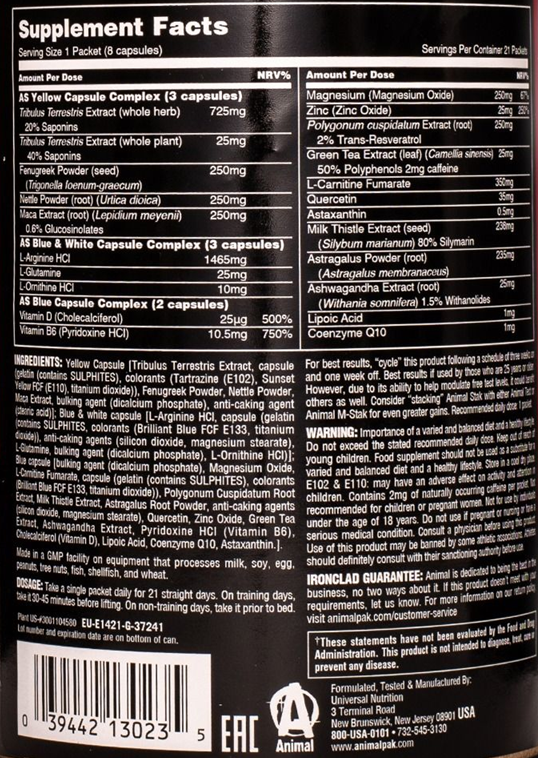 Supplement Facts
Serving Size 1 Packet (8 capsules)
Servings Per Container 21 Packets
Amount Per Dose NRV%
AS Yellow Capsule Complex (3 capsules)
Tribulus Terrestris Extract (whole herb) 725mg
20% Saponins
Tribulus Terrestris Extract (whole plant) 25mg
40% Saponins
Fenugreek Powder (seed) 250mg
(Trigonella foenum-graecum)
Nettle Powder (root) (Urtica dioica) 250mg
Maca Extract (root) (Lepidium meyenii) 250mg
0.6% Glucosinolates
AS Blue & White Capsule Complex (3 capsules)
L-Arginine HCl 1465mg
L-Glutamine 25mg
L-Ornithine HCl 10mg
AS Blue Capsule Complex (2 capsules)
Vitamin D (Cholecalciferol) 25µg 500%
Vitamin B6 (Pyridoxine HCl) 10.5mg 750%
Amount Per Dose NRV%
Magnesium (Magnesium Oxide) 250mg 67%
Zinc (Zinc Oxide) 25mg 250%
Polygonum cuspidatum Extract (root) 250mg
2% Trans-Resveratrol
Green Tea Extract (leaf) (Camellia sinensis) 25mg
50% Polyphenols 2mg caffeine
L-Carnitine Fumarate 350mg
Quercetin 35mg
Astaxanthin 0.5mg
Milk Thistle Extract (seed) 238mg
(Silybum marianum) 80% Silymarin
Astragalus Powder (root) 235mg
(Astragalus membranaceus)
Ashwagandha Extract (root) 25mg
(Withania somnifera) 1.5% Withanolides
Lipoic Acid 1mg
Coenzyme Q10 1mg
INGREDIENTS: Yellow Capsule [Tribulus Terrestris Extract, capsule
(gelatin (contains SULPHITES), colorants (Tartrazine (E102), Sunset
Yellow FCF (E110), titanium dioxide)), Fenugreek Powder, Nettle Powder,
Maca Extract, bulking agent (dicalcium phosphate), anti-caking agent
(stearic acid)]; Blue & white capsule [L-Arginine HCl, capsule (gelatin
(contains SULPHITES, colorants (Brilliant Blue FCF E133, titanium
dioxide)), anti-caking agents (silicon dioxide, magnesium stearate),
L-Glutamine, bulking agent (dicalcium phosphate), L-Ornithine HCl)];
Blue capsule [bulking agent (dicalcium phosphate), Magnesium Oxide,
L-Carnitine Fumarate, capsule (gelatin (contains SULPHITES), colorants
(Brilliant Blue FCF E133, titanium dioxide)), Polygonum Cuspidatum Root
Extract, Milk Thistle Extract, Astragalus Root Powder, anti-caking agents
(silicon dioxide, magnesium stearate), Quercetin, Zinc Oxide, Green Tea
Extract, Ashwagandha Extract, Pyridoxine HCl (Vitamin B6),
Cholecalciferol (Vitamin D), Lipoic Acid, Coenzyme Q10, Astaxanthin.].
Made in a GMP facility on equipment that processes milk, soy, egg,
peanuts, tree nuts, fish, shellfish, and wheat.
DOSAGE: Take a single packet daily for 21 straight days. On training days,
take it 30-45 minutes before lifting. On non-training days, take it prior to bed.
Plant US-#3001104580 EU-E1421-G-37241
Lot number and expiration date are on bottom of can.
0 39442 13023 5
EAC
For best results, "cycle" this product following a schedule of three weeks on
and one week off. Best results if used by those who are 25 years or older.
However, due to its ability to help modulate free test levels, it would benefit
others as well. Consider "stacking" Animal Stak with either Animal Test or
Animal M-Stak for even greater gains. Recommended daily dose 1
WARNING: Importance of a varied and balanced diet and a healthy lifestyle.
Do not exceed the stated recommended daily dose. Keep out of reach of
young children. Food supplement should not be used as a substitute for a
varied and balanced diet and a healthy lifestyle. Store in a cool dry place.
E102 & E110: may have an adverse effect on activity and attention in
children. Contains 2mg of naturally occurring caffeine per packet. Not
recommended for children or pregnant women. Not for use by individuals
under the age of 18 years. Do not use if pregnant or nursing or have a
serious medical condition. Consult a physician before using this product.
Use of this product may be banned by some athletic associations. Athletes
should definitely consult with their sanctioning authority before use.
IRONCLAD GUARANTEE: Animal is dedicated to being the best in the
business, no two ways about it. If this product doesn't meet with your
requirements, let us know. For more information on our return policy
visit animalpak.com/customer-service
†These statements have not been evaluated by the Food and Drug
Administration. This product is not intended to diagnose, treat, cure or
prevent any disease.
Animal
Formulated, Tested & Manufactured By:
Universal Nutrition
3 Terminal Road
New Brunswick, New Jersey 08901 USA
800-USA-0101 • 732-545-3130
www.animalpak.com